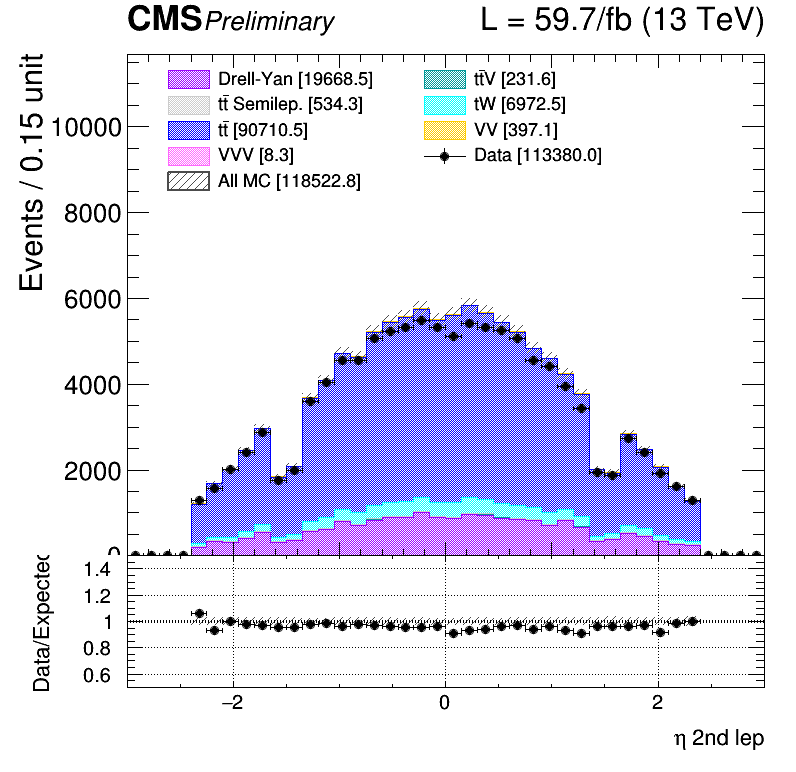 CMS Preliminary L = 59.7/fb (13 TeV)
Events / 0.15 unit
Drell-Yan [19668.5]
tt̄ Semilep. [534.3]
tt̄ [90710.5]
VVV [8.3]
All MC [118522.8]
tt̄V [231.6]
tW [6972.5]
VV [397.1]
Data [113380.0]
10000
8000
6000
4000
2000
0
Data/Expected
1.4
1.2
1
0.8
0.6
−2 0 2
η 2nd lep